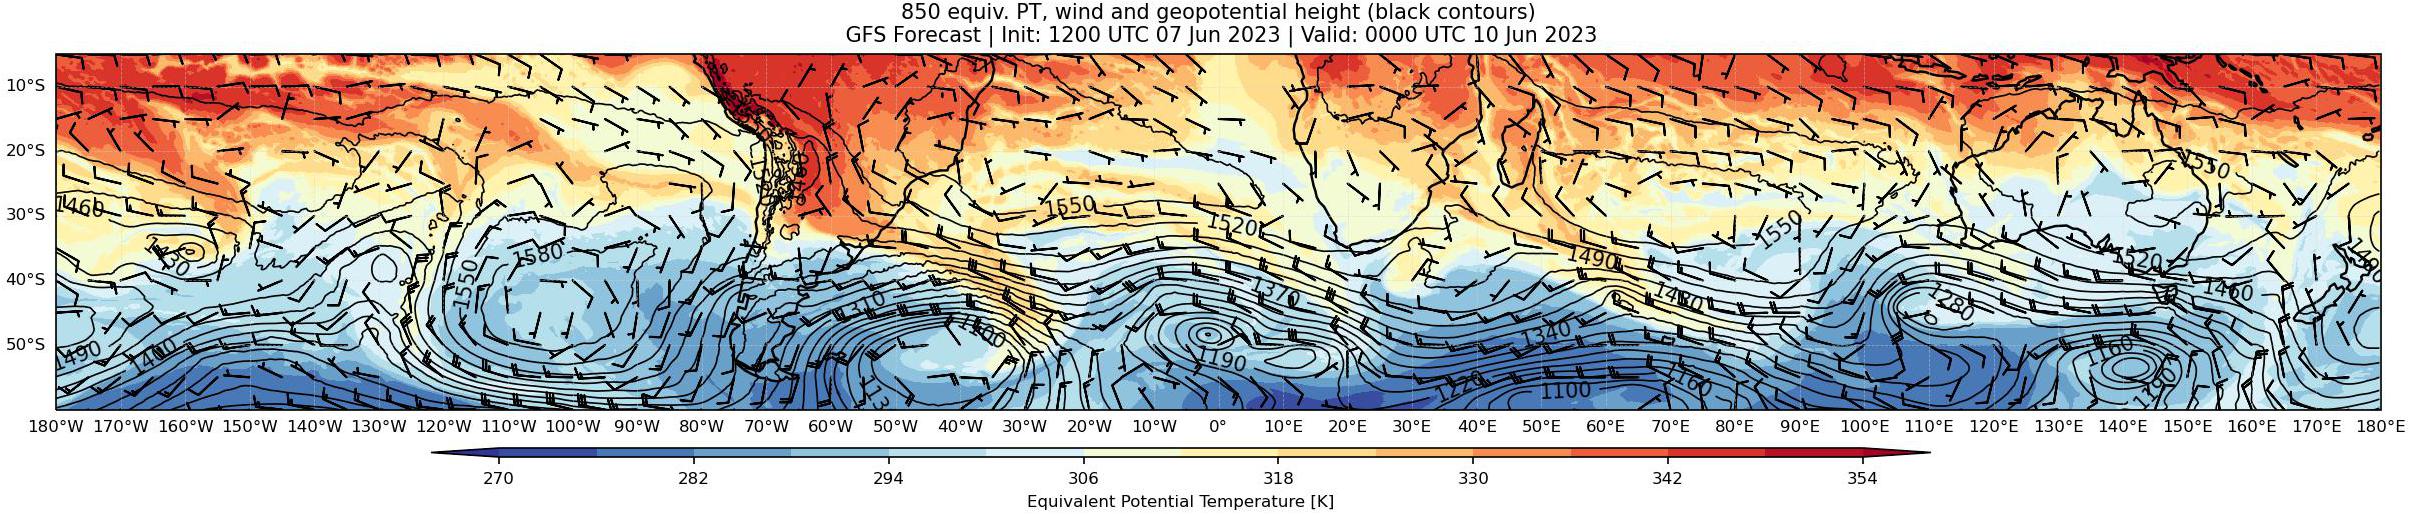 850 equiv. PT, wind and geopotential height (black contours)
GFS Forecast | Init: 1200 UTC 07 Jun 2023 | Valid: 0000 UTC 10 Jun 2023
10°S
20°S
30°S
40°S
50°S
1460
1430
1490
1400
1550
1580
1310
1400
1550
1520
1370
1190
1490
1430
1340
1220
1100
1160
1550
1280
1550
1520
1460
1160
180°W 170°W 160°W 150°W 140°W 130°W 120°W 110°W 100°W 90°W 80°W 70°W 60°W 50°W 40°W 30°W 20°W 10°W 0° 10°E 20°E 30°E 40°E 50°E 60°E 70°E 80°E 90°E 100°E 110°E 120°E 130°E 140°E 150°E 160°E 170°E 180°E
270 282 294 306 318 330 342 354
Equivalent Potential Temperature [K]